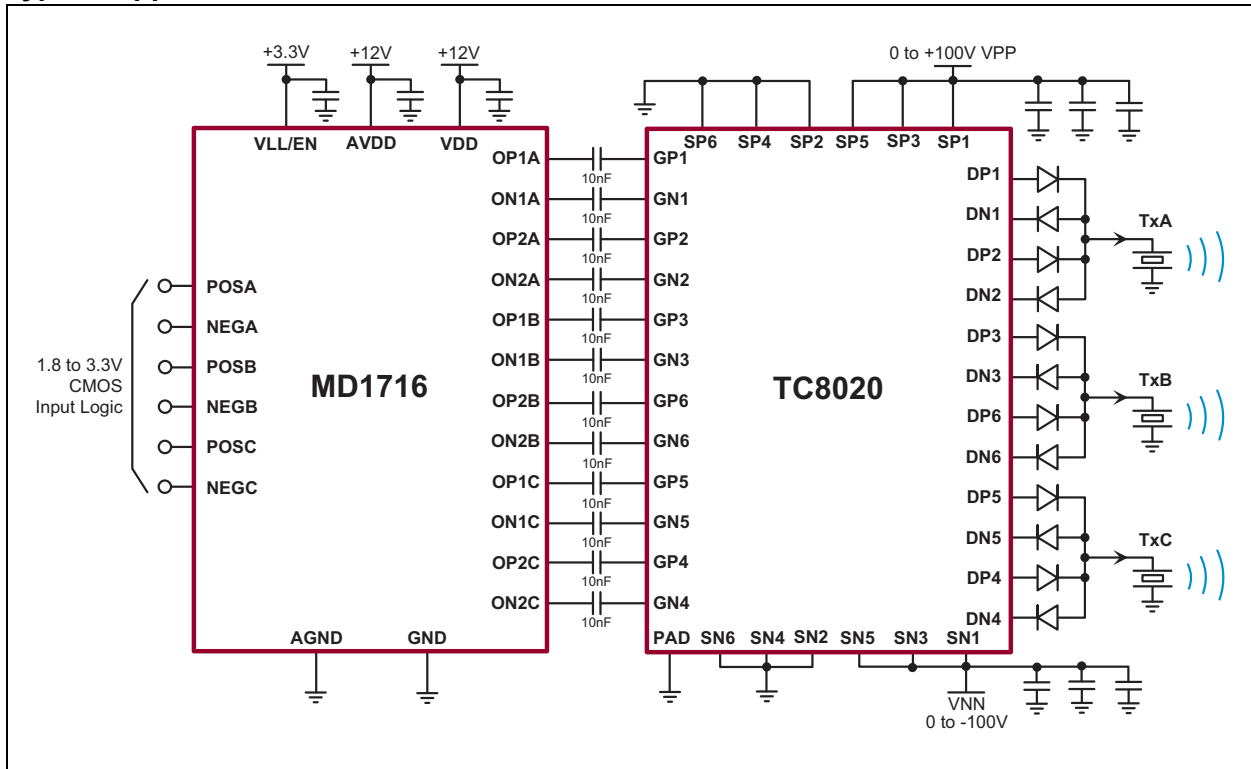 +3.3V
+12V
+12V
0 to +100V VPP
VLL/EN
AVDD
VDD
SP6
SP4
SP2
SP5
SP3
SP1
OP1A
10nF
GP1
ON1A
10nF
GN1
OP2A
10nF
GP2
ON2A
10nF
GN2
OP1B
10nF
GP3
ON1B
10nF
GN3
OP2B
10nF
GP6
ON2B
10nF
GN6
OP1C
10nF
GP5
ON1C
10nF
GN5
OP2C
10nF
GP4
ON2C
10nF
GN4
POSA
NEGA
POSB
NEGB
POSC
NEGC
1.8 to 3.3V
CMOS
Input Logic
MD1716
TC8020
DP1
DN1
DP2
DN2
DP3
DN3
DP6
DN6
DP5
DN5
DP4
DN4
TxA
TxB
TxC
AGND
GND
PAD
SN6
SN4
SN2
SN5
SN3
SN1
VNN
0 to -100V